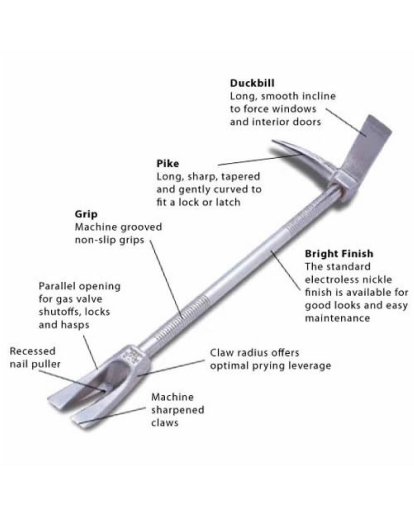 Duckbill
Long, smooth incline
to force windows
and interior doors
Pike
Long, sharp, tapered
and gently curved to
fit a lock or latch
Grip
Machine grooved
non-slip grips
Bright Finish
The standard
electroless nickle
finish is available for
good looks and easy
maintenance
Parallel opening
for gas valve
shutoffs, locks
and hasps
Recessed
nail puller
Claw radius offers
optimal prying leverage
Machine
sharpened
claws